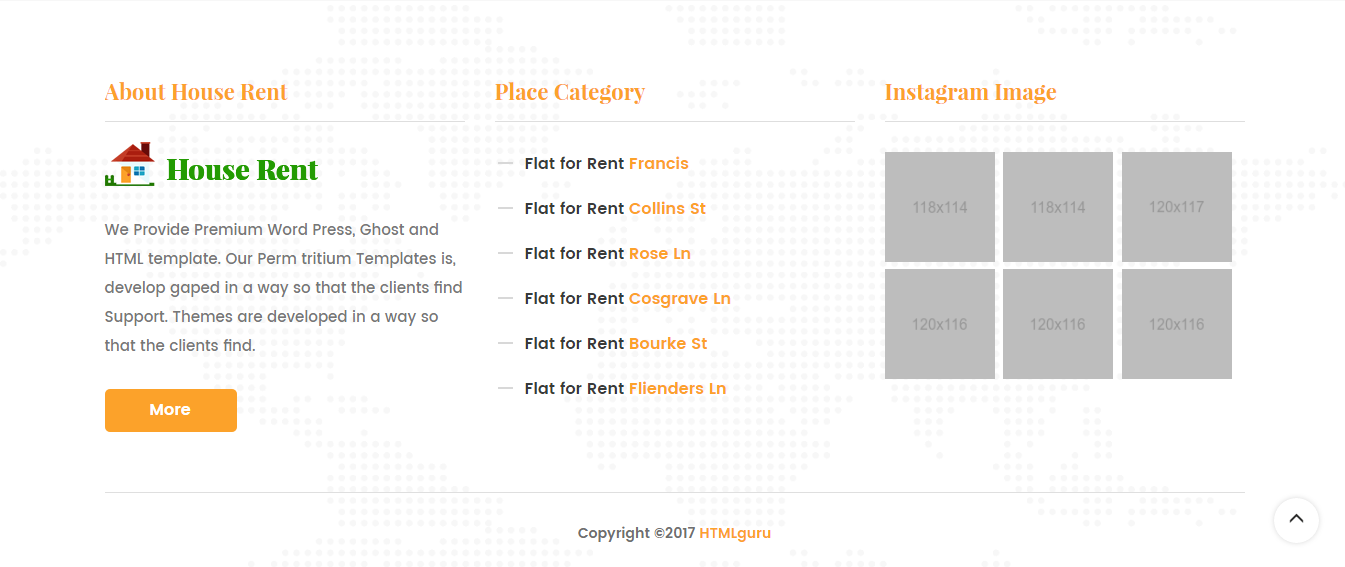 About House Rent
House Rent
We Provide Premium Word Press, Ghost and
HTML template. Our Perm tritium Templates is,
develop gaped in a way so that the clients find
Support. Themes are developed in a way so
that the clients find.
More
Place Category
Flat for Rent Francis
Flat for Rent Collins St
Flat for Rent Rose Ln
Flat for Rent Cosgrave Ln
Flat for Rent Bourke St
Flat for Rent Flienders Ln
Instagram Image
118x114 118x114 120x117
120x116 120x116 120x116
Copyright ©2017 HTMLguru